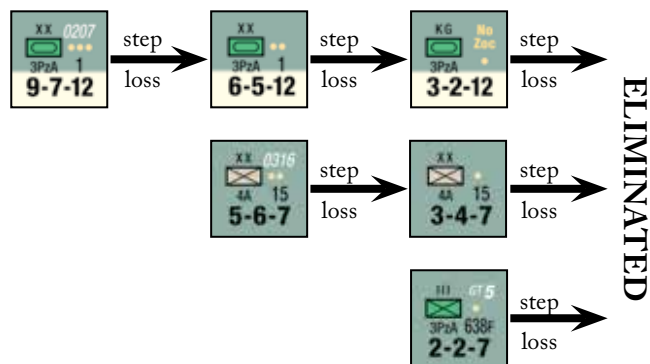 XX 0207
3PzA 1
9-7-12
step
loss
XX
3PzA 1
6-5-12
step
loss
KG No Zoc
3PzA
3-2-12
step
loss
XX 0316
4A 15
5-6-7
step
loss
XX
4A 15
3-4-7
step
loss
III GT 5
3PzA 638F
2-2-7
step
loss
ELIMINATED